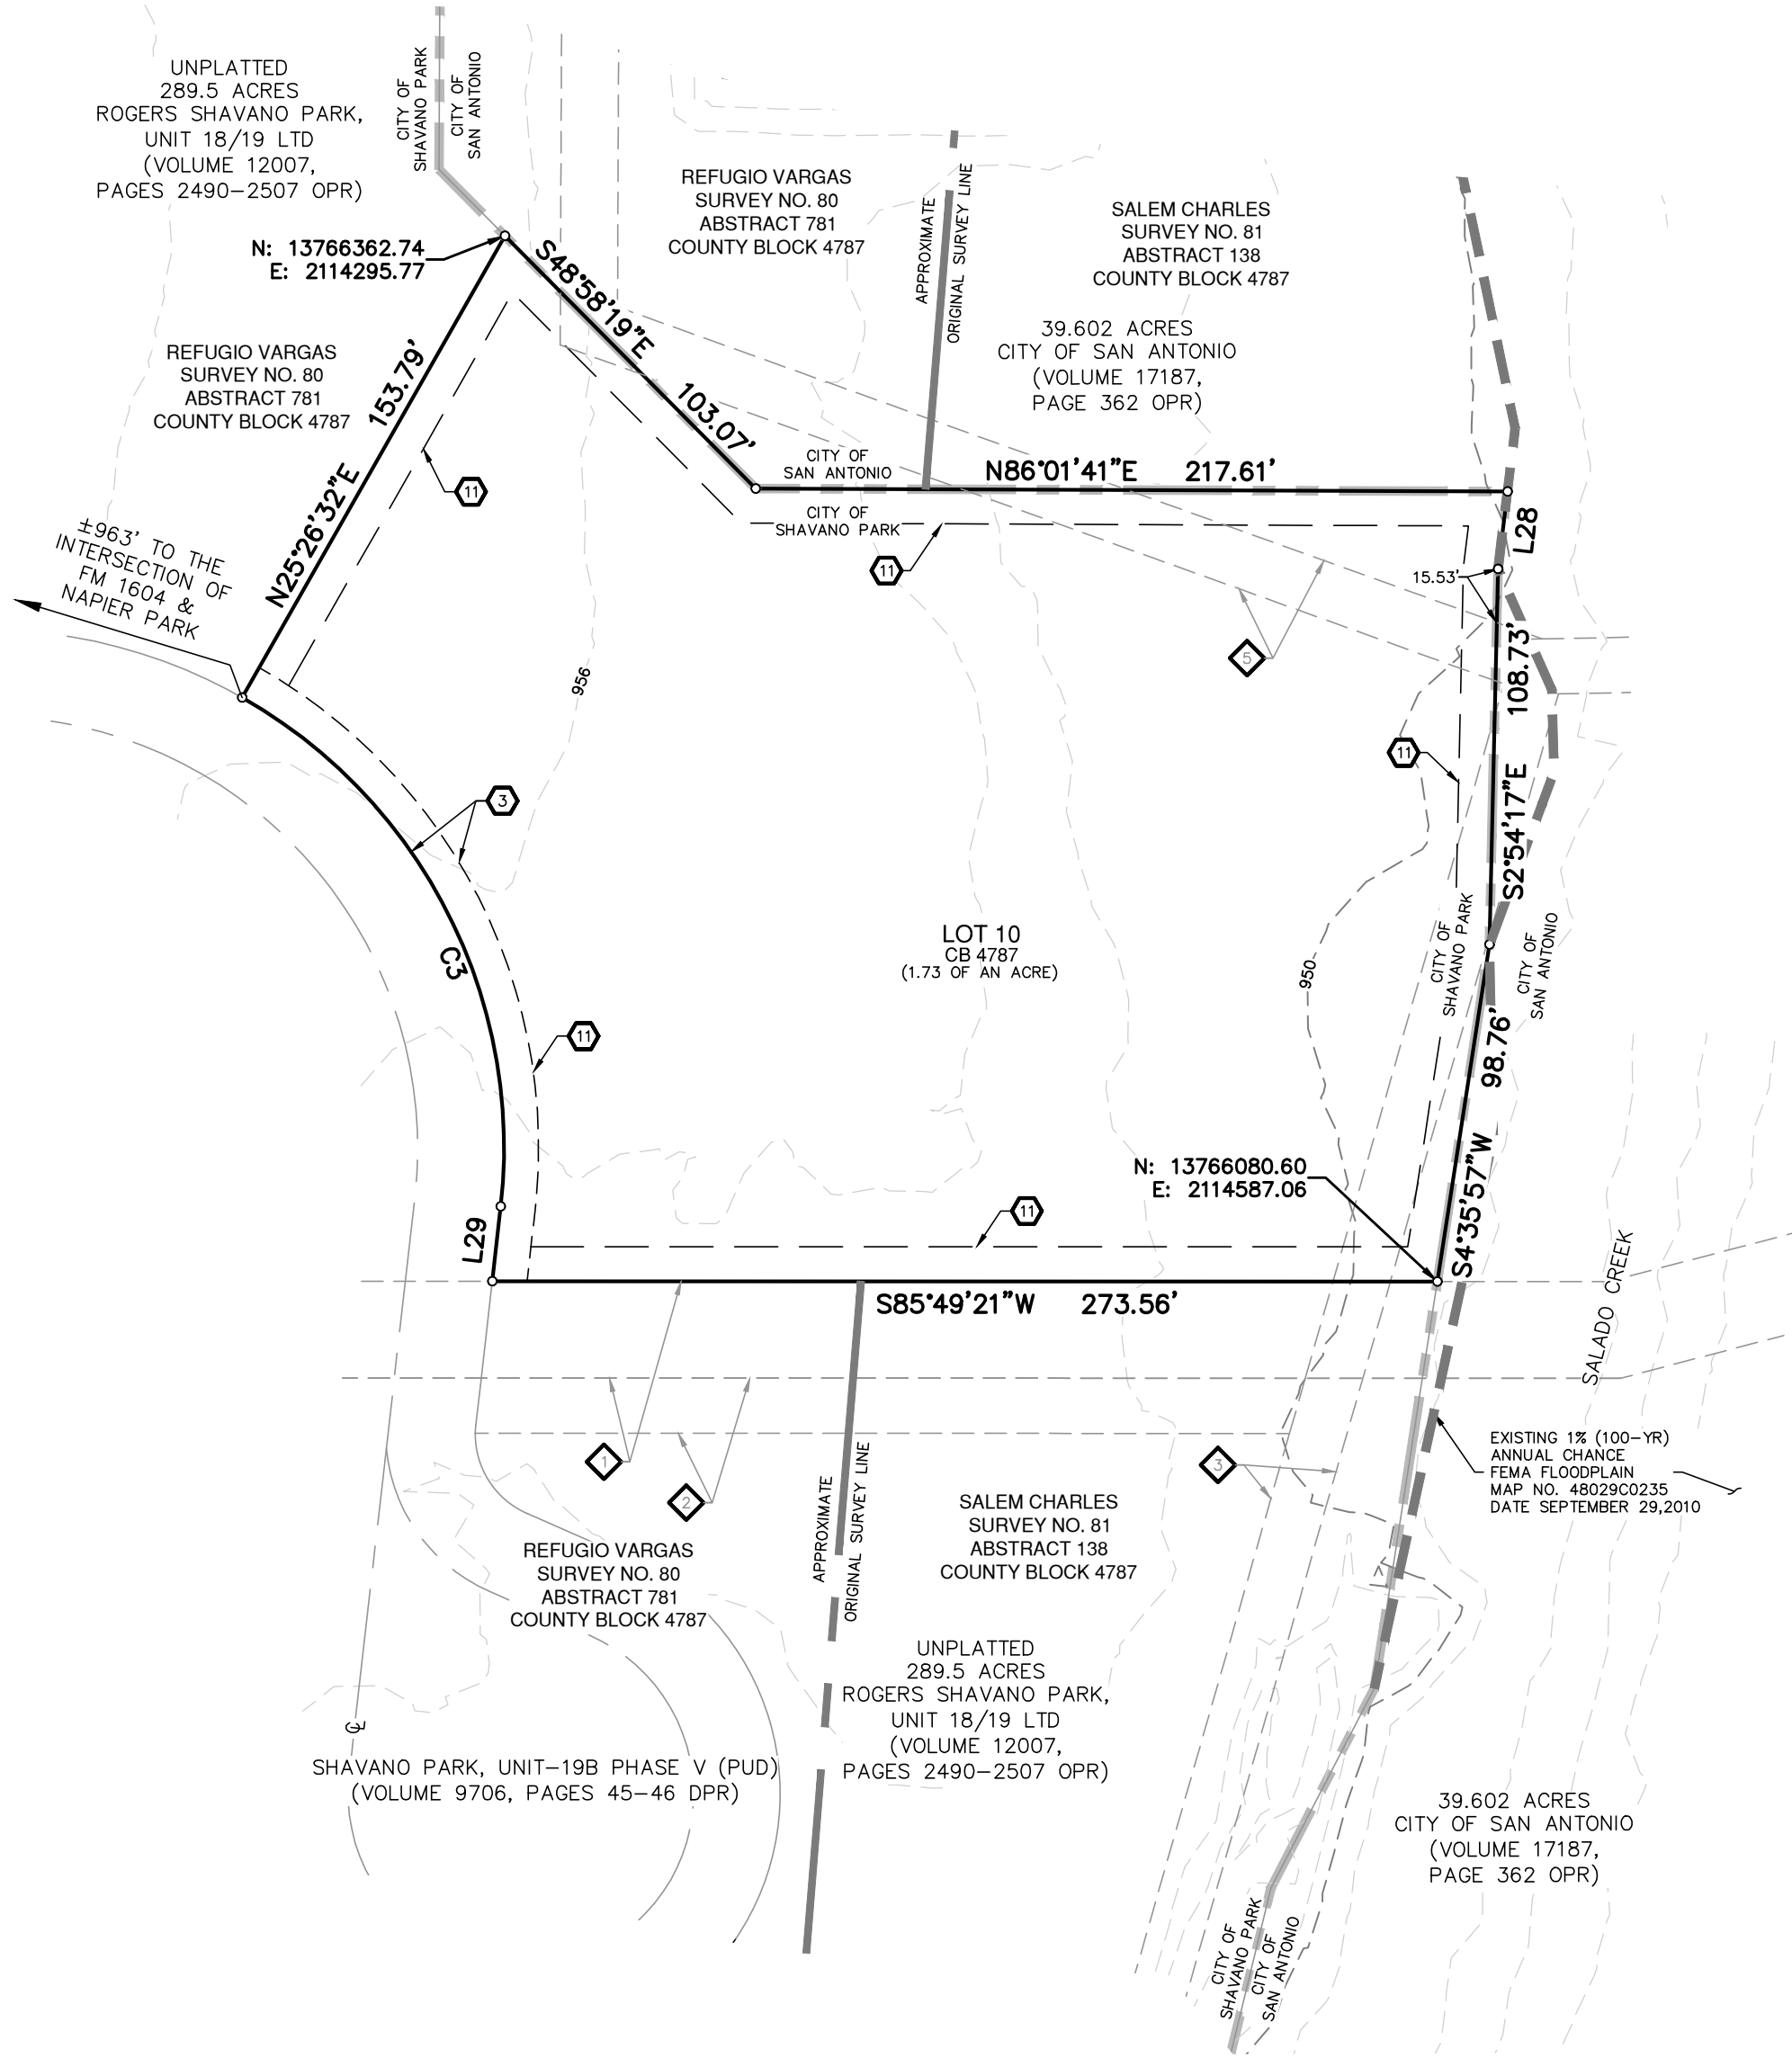 UNPLATTED
289.5 ACRES
ROGERS SHAVANO PARK,
UNIT 18/19 LTD
(VOLUME 12007,
PAGES 2490-2507 OPR)
CITY OF
SHAVANO PARK
CITY OF
SAN ANTONIO
REFUGIO VARGAS
SURVEY NO. 80
ABSTRACT 781
COUNTY BLOCK 4787
APPROXIMATE
ORIGINAL SURVEY LINE
SALEM CHARLES
SURVEY NO. 81
ABSTRACT 138
COUNTY BLOCK 4787
39.602 ACRES
CITY OF SAN ANTONIO
(VOLUME 17187,
PAGE 362 OPR)
N: 13766362.74
E: 2114295.77
S48°58'19"E
103.07'
REFUGIO VARGAS
SURVEY NO. 80
ABSTRACT 781
COUNTY BLOCK 4787
153.79'
N25°26'32"E
11
CITY OF
SAN ANTONIO
N86°01'41"E 217.61'
CITY OF
SHAVANO PARK
11
L28
15.53'
±963' TO THE
INTERSECTION OF
FM 1604 &
NAPIER PARK
956
5
108.73'
S2°54'17"E
11
3
C3
LOT 10
CB 4787
(1.73 OF AN ACRE)
950
CITY OF
SHAVANO PARK
CITY OF
SAN ANTONIO
11
98.76'
S4°35'57"W
N: 13766080.60
E: 2114587.06
11
L29
S85°49'21"W 273.56'
SALADO CREEK
1
2
3
EXISTING 1% (100-YR)
ANNUAL CHANCE
FEMA FLOODPLAIN
MAP NO. 48029C0235
DATE SEPTEMBER 29,2010
APPROXIMATE
ORIGINAL SURVEY LINE
SALEM CHARLES
SURVEY NO. 81
ABSTRACT 138
COUNTY BLOCK 4787
REFUGIO VARGAS
SURVEY NO. 80
ABSTRACT 781
COUNTY BLOCK 4787
UNPLATTED
289.5 ACRES
ROGERS SHAVANO PARK,
UNIT 18/19 LTD
(VOLUME 12007,
PAGES 2490-2507 OPR)
℄
SHAVANO PARK, UNIT-19B PHASE V (PUD)
(VOLUME 9706, PAGES 45-46 DPR)
39.602 ACRES
CITY OF SAN ANTONIO
(VOLUME 17187,
PAGE 362 OPR)
CITY OF
SHAVANO PARK
CITY OF
SAN ANTONIO